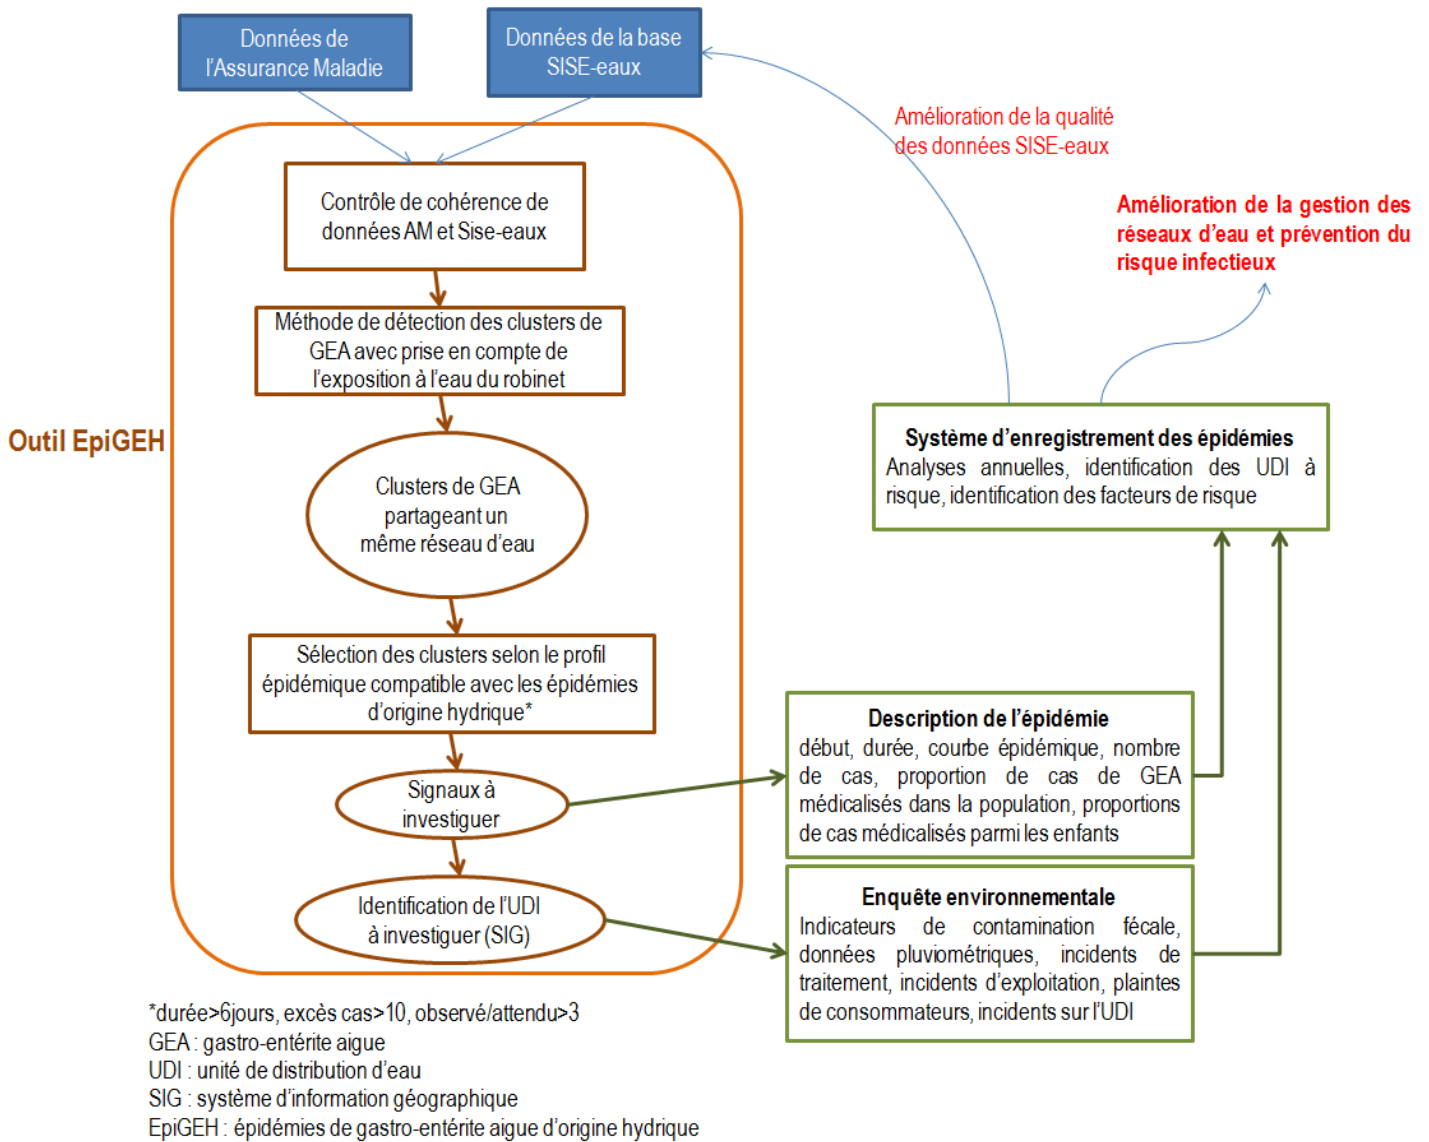 Données de
l'Assurance Maladie
Données de la base
SISE-eaux
Amélioration de la qualité
des données SISE-eaux
Amélioration de la gestion des
réseaux d'eau et prévention du
risque infectieux
Contrôle de cohérence de
données AM et Sise-eaux
Méthode de détection des clusters de
GEA avec prise en compte de
l'exposition à l'eau du robinet
Outil EpiGEH
Clusters de GEA
partageant un
même réseau d'eau
Système d'enregistrement des épidémies
Analyses annuelles, identification des UDI à
risque, identification des facteurs de risque
Sélection des clusters selon le profil
épidémique compatible avec les épidémies
d'origine hydrique*
Signaux à
investiguer
Description de l'épidémie
début, durée, courbe épidémique, nombre
de cas, proportion de cas de GEA
médicalisés dans la population, proportions
de cas médicalisés parmi les enfants
Identification de l'UDI
à investiguer (SIG)
Enquête environnementale
Indicateurs de contamination fécale,
données pluviométriques, incidents de
traitement, incidents d'exploitation, plaintes
de consommateurs, incidents sur l'UDI
*durée>6jours, excès cas>10, observé/attendu>3
GEA : gastro-entérite aigue
UDI : unité de distribution d'eau
SIG : système d'information géographique
EpiGEH : épidémies de gastro-entérite aigue d'origine hydrique